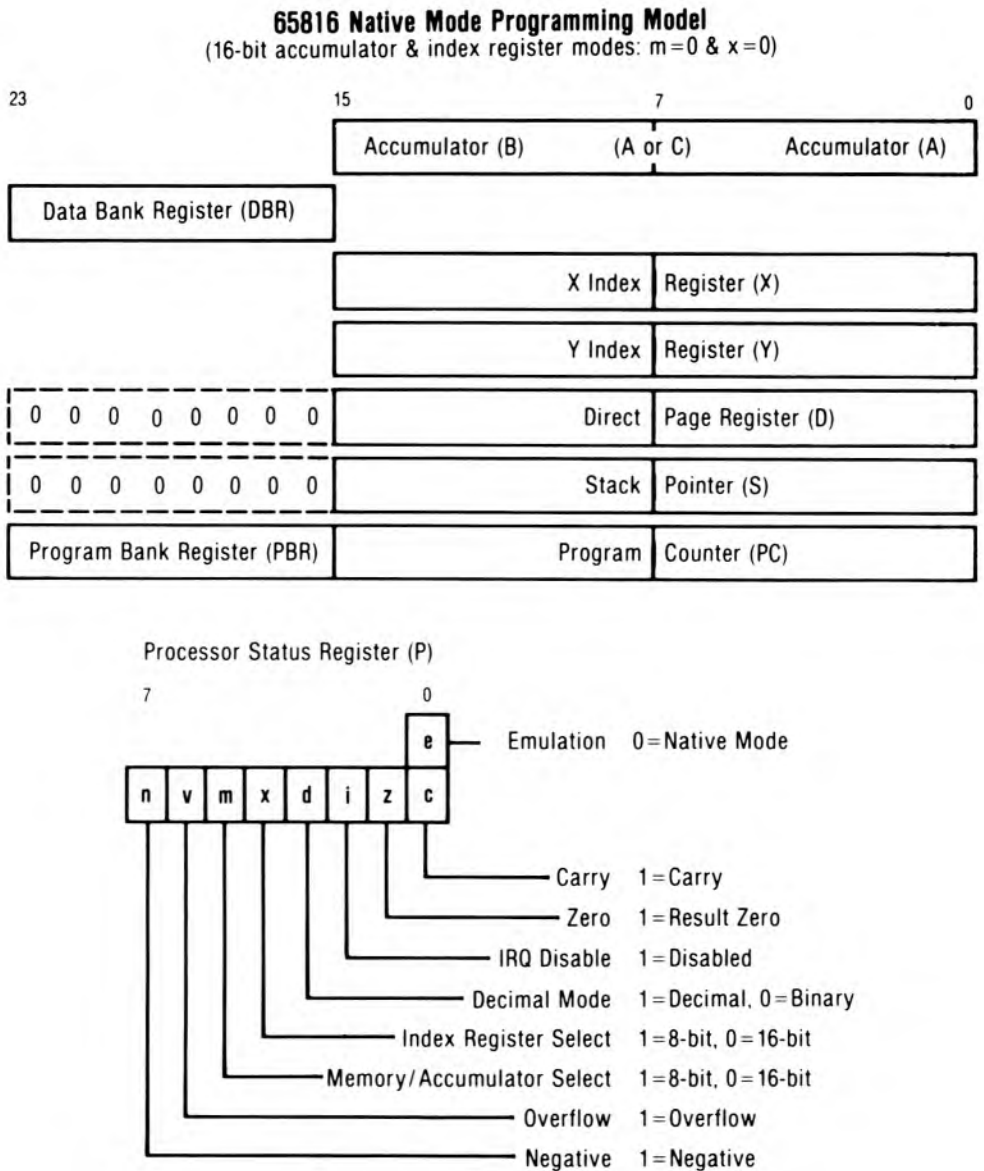 65816 Native Mode Programming Model
(16-bit accumulator & index register modes: m=0 & x=0)
23 15 7 0
Accumulator (B) (A or C) Accumulator (A)
Data Bank Register (DBR)
X Index Register (X)
Y Index Register (Y)
0 0 0 0 0 0 0 0 Direct Page Register (D)
0 0 0 0 0 0 0 0 Stack Pointer (S)
Program Bank Register (PBR) Program Counter (PC)
Processor Status Register (P)
7 0
e Emulation 0=Native Mode
n v m x d i z c
Carry 1=Carry
Zero 1=Result Zero
IRQ Disable 1=Disabled
Decimal Mode 1=Decimal, 0=Binary
Index Register Select 1=8-bit, 0=16-bit
Memory/Accumulator Select 1=8-bit, 0=16-bit
Overflow 1=Overflow
Negative 1=Negative